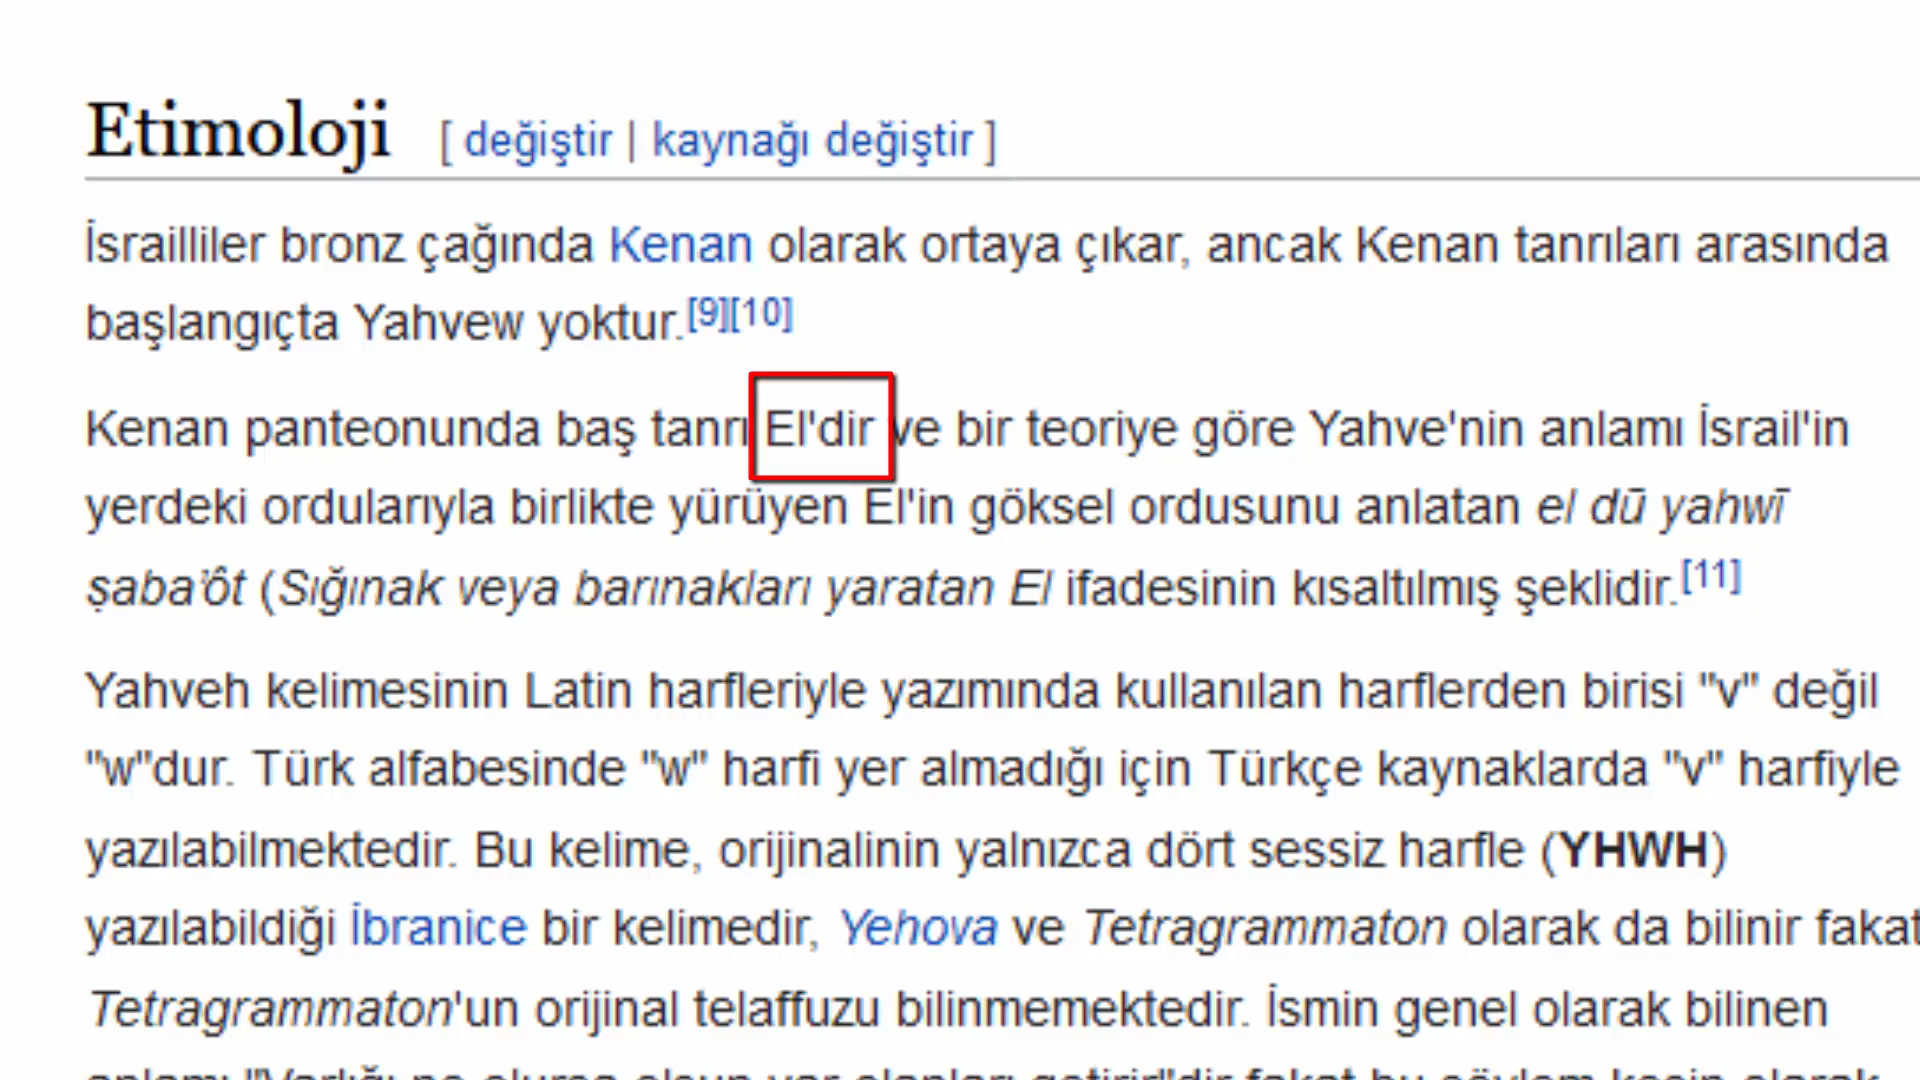 Etimoloji [ değiştir | kaynağı değiştir ]
İsrailliler bronz çağında Kenan olarak ortaya çıkar, ancak Kenan tanrıları arasında
başlangıçta Yahvew yoktur.[9][10]
Kenan panteonunda baş tanrı El'dir ve bir teoriye göre Yahve'nin anlamı İsrail'in
yerdeki ordularıyla birlikte yürüyen El'in göksel ordusunu anlatan el dū yahwī
ṣaba’ôt (Sığınak veya barınakları yaratan El ifadesinin kısaltılmış şeklidir.[11]
Yahveh kelimesinin Latin harfleriyle yazımında kullanılan harflerden birisi "v" değil
"w"dur. Türk alfabesinde "w" harfi yer almadığı için Türkçe kaynaklarda "v" harfiyle
yazılabilmektedir. Bu kelime, orijinalinin yalnızca dört sessiz harfle (YHWH)
yazılabildiği İbranice bir kelimedir, Yehova ve Tetragrammaton olarak da bilinir fakat
Tetragrammaton'un orijinal telaffuzu bilinmemektedir. İsmin genel olarak bilinen